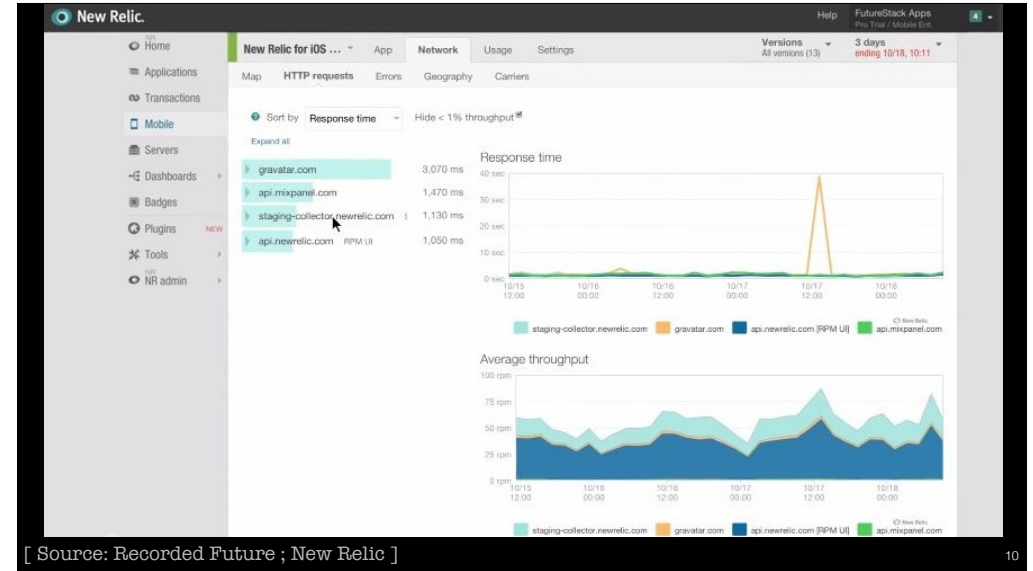 New Relic.
Help
FutureStack Apps
Pro Trial / Mobile Ent.
4
NR
Home
Applications
Transactions
Mobile
Servers
Dashboards
Badges
Plugins NEW
Tools
NR
NR admin
New Relic for iOS ...
App
Network
Usage
Settings
Versions
All versions (13)
3 days
ending 10/18, 10:11
Map
HTTP requests
Errors
Geography
Carriers
Sort by Response time
Hide < 1% throughput
Expand all
gravatar.com 3,070 ms
api.mixpanel.com 1,470 ms
staging-collector.newrelic.com 1,130 ms
api.newrelic.com RPM UI 1,050 ms
Response time
40 sec
30 sec
20 sec
10 sec
0 sec
10/15 10/16 10/16 10/17 10/17 10/18
12:00 00:00 12:00 00:00 12:00 00:00
New Relic
staging-collector.newrelic.com gravatar.com api.newrelic.com [RPM UI] api.mixpanel.com
Average throughput
100 rpm
75 rpm
50 rpm
25 rpm
0 rpm
10/15 10/16 10/16 10/17 10/17 10/18
12:00 00:00 12:00 00:00 12:00 00:00
New Relic
staging-collector.newrelic.com gravatar.com api.newrelic.com [RPM UI] api.mixpanel.com
[ Source: Recorded Future ; New Relic ]
10